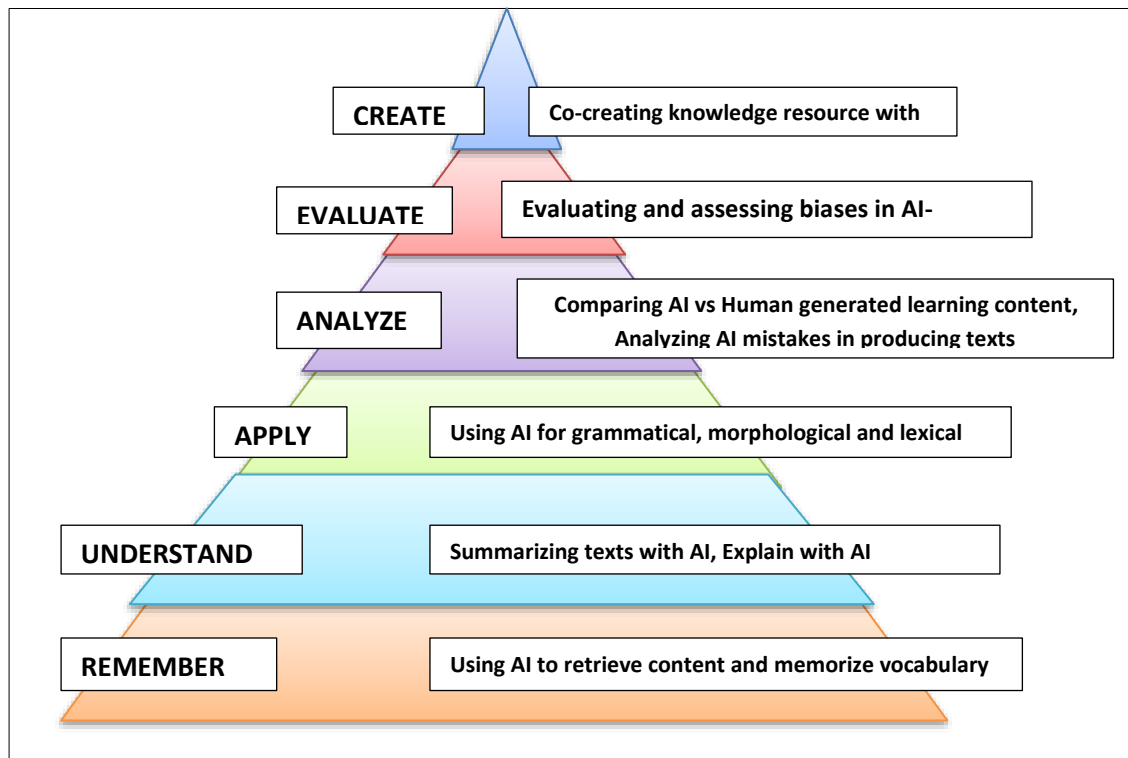 CREATE
Co-creating knowledge resource with
EVALUATE
Evaluating and assessing biases in AI-
ANALYZE
Comparing AI vs Human generated learning content,
Analyzing AI mistakes in producing texts
APPLY
Using AI for grammatical, morphological and lexical
UNDERSTAND
Summarizing texts with AI, Explain with AI
REMEMBER
Using AI to retrieve content and memorize vocabulary